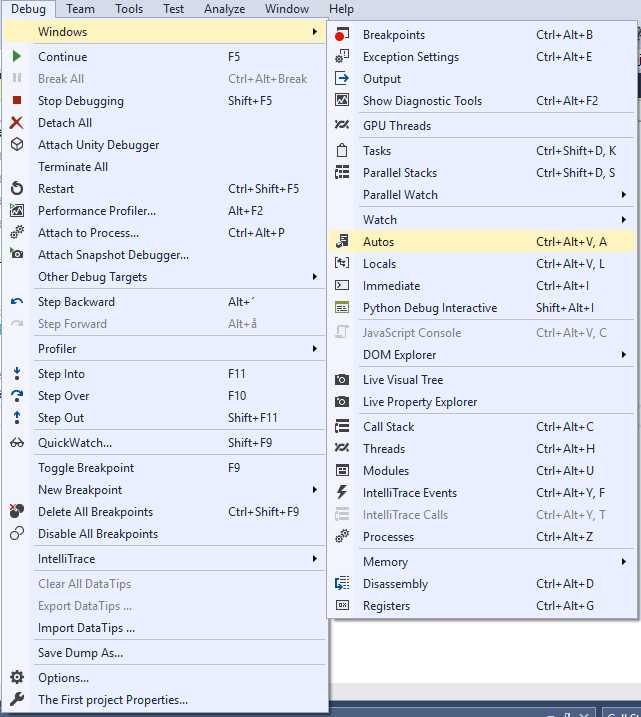 Debug Team Tools Test Analyze Window Help
Windows
Continue F5
Break All Ctrl+Alt+Break
Stop Debugging Shift+F5
Detach All
Attach Unity Debugger
Terminate All
Restart Ctrl+Shift+F5
Performance Profiler... Alt+F2
Attach to Process... Ctrl+Alt+P
Attach Snapshot Debugger...
Other Debug Targets
Step Backward Alt+´
Step Forward Alt+å
Profiler
Step Into F11
Step Over F10
Step Out Shift+F11
QuickWatch... Shift+F9
Toggle Breakpoint F9
New Breakpoint
Delete All Breakpoints Ctrl+Shift+F9
Disable All Breakpoints
IntelliTrace
Clear All DataTips
Export DataTips ...
Import DataTips ...
Save Dump As...
Options...
The First project Properties...
Breakpoints Ctrl+Alt+B
Exception Settings Ctrl+Alt+E
Output
Show Diagnostic Tools Ctrl+Alt+F2
GPU Threads
Tasks Ctrl+Shift+D, K
Parallel Stacks Ctrl+Shift+D, S
Parallel Watch
Watch
Autos Ctrl+Alt+V, A
Locals Ctrl+Alt+V, L
Immediate Ctrl+Alt+I
Python Debug Interactive Shift+Alt+I
JavaScript Console Ctrl+Alt+V, C
DOM Explorer
Live Visual Tree
Live Property Explorer
Call Stack Ctrl+Alt+C
Threads Ctrl+Alt+H
Modules Ctrl+Alt+U
IntelliTrace Events Ctrl+Alt+Y, F
IntelliTrace Calls Ctrl+Alt+Y, T
Processes Ctrl+Alt+Z
Memory
Disassembly Ctrl+Alt+D
Registers Ctrl+Alt+G